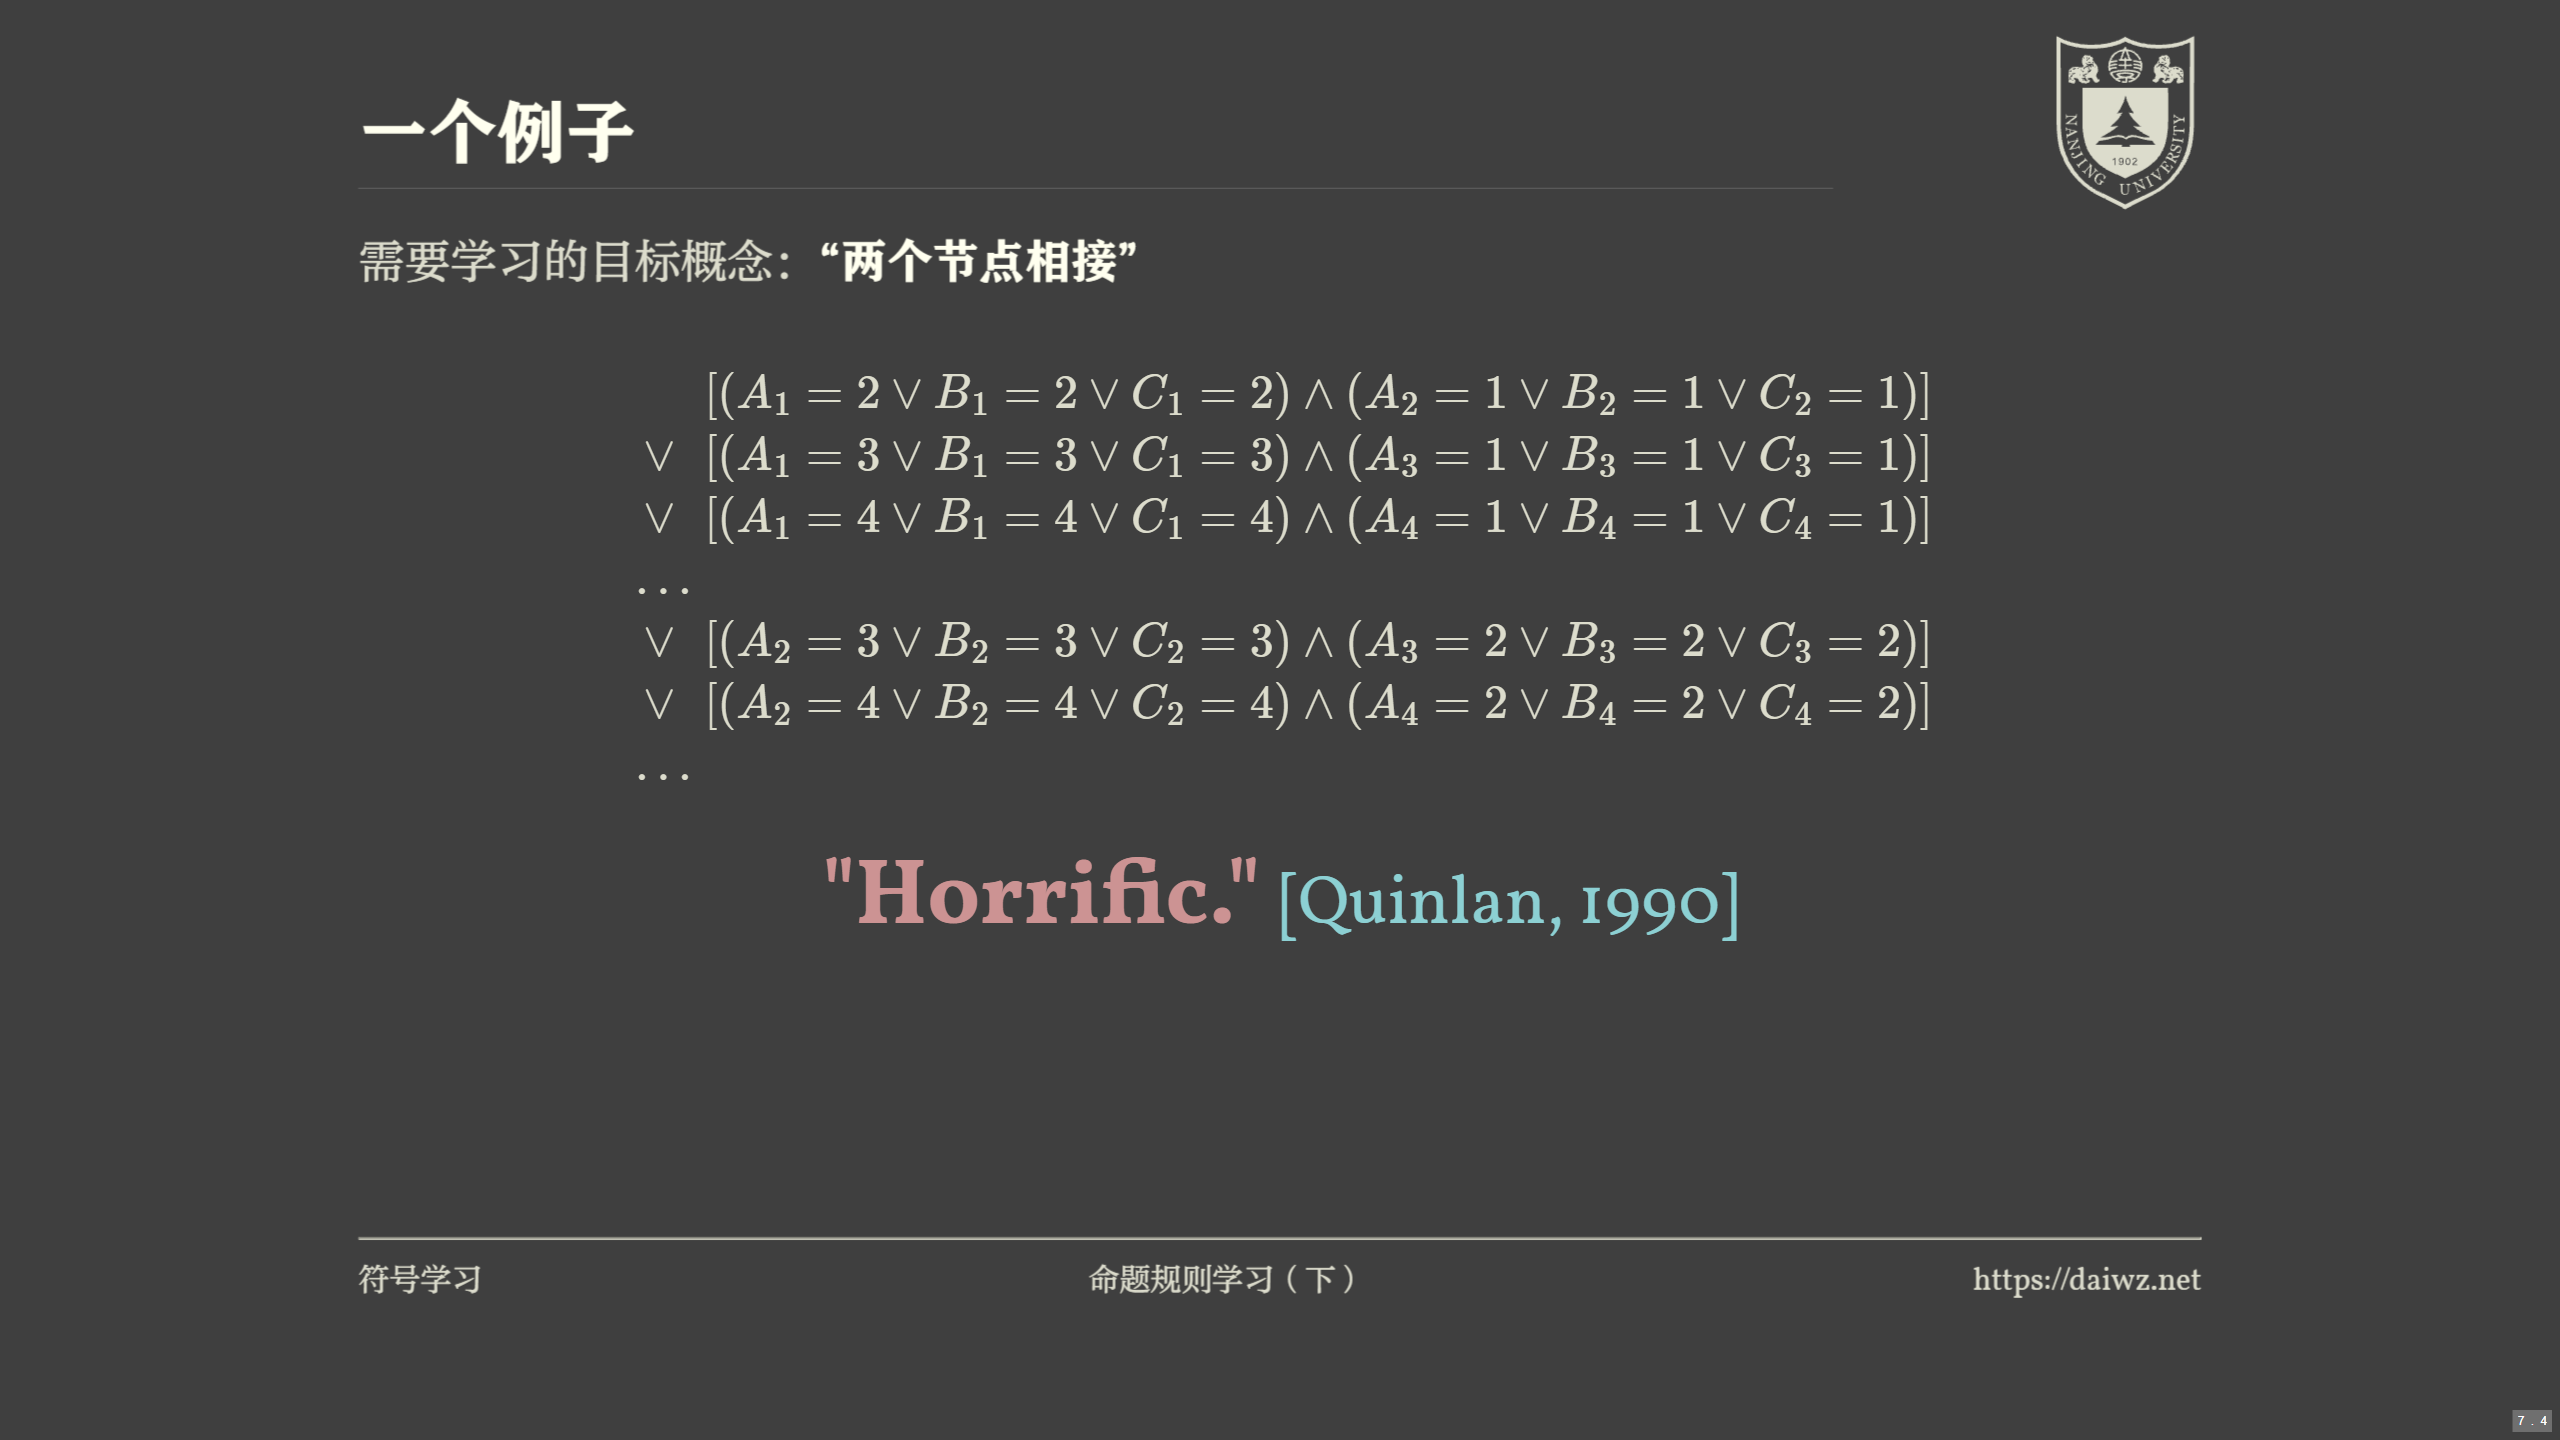 一个例子
NANJING UNIVERSITY
1902
需要学习的目标概念：“两个节点相接”
[(A₁ = 2 ∨ B₁ = 2 ∨ C₁ = 2) ∧ (A₂ = 1 ∨ B₂ = 1 ∨ C₂ = 1)]
∨ [(A₁ = 3 ∨ B₁ = 3 ∨ C₁ = 3) ∧ (A₃ = 1 ∨ B₃ = 1 ∨ C₃ = 1)]
∨ [(A₁ = 4 ∨ B₁ = 4 ∨ C₁ = 4) ∧ (A₄ = 1 ∨ B₄ = 1 ∨ C₄ = 1)]
...
∨ [(A₂ = 3 ∨ B₂ = 3 ∨ C₂ = 3) ∧ (A₃ = 2 ∨ B₃ = 2 ∨ C₃ = 2)]
∨ [(A₂ = 4 ∨ B₂ = 4 ∨ C₂ = 4) ∧ (A₄ = 2 ∨ B₄ = 2 ∨ C₄ = 2)]
...
"Horrific." [Quinlan, 1990]
符号学习
命题规则学习（下）
https://daiwz.net
7 . 4